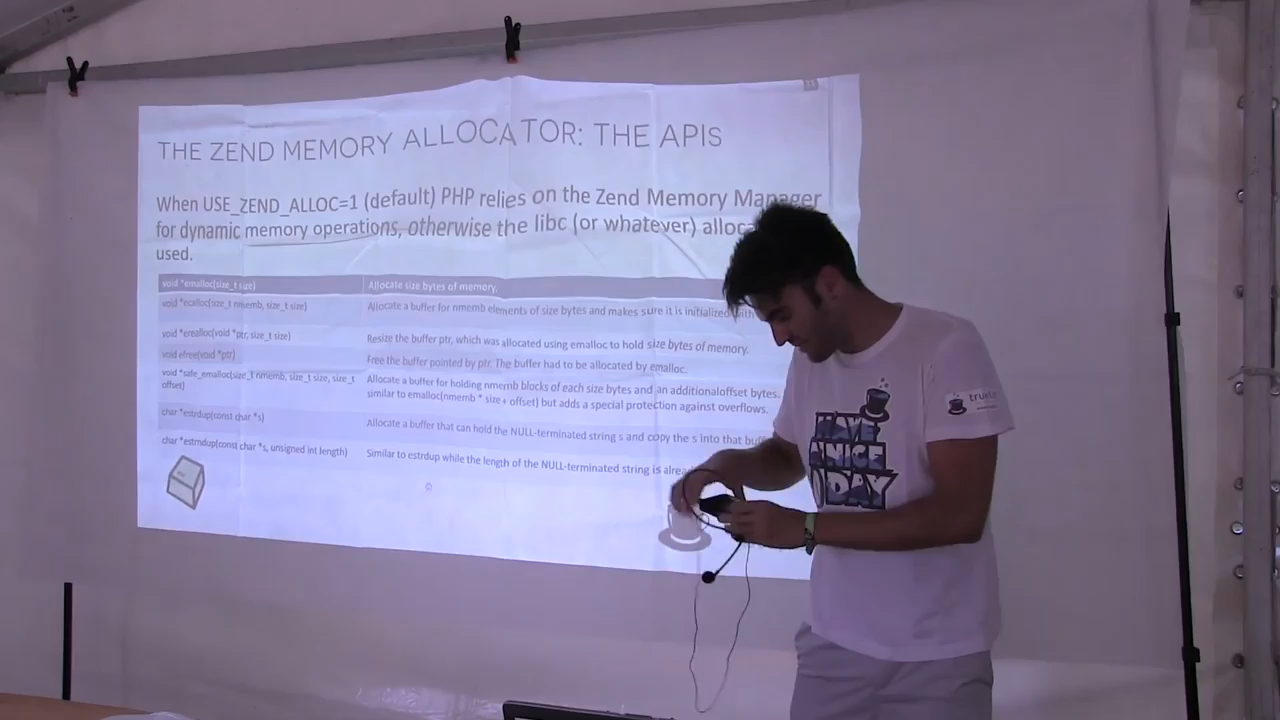 THE ZEND MEMORY ALLOCATOR: THE APIS
When USE_ZEND_ALLOC=1 (default) PHP relies on the Zend Memory Manager
for dynamic memory operations, otherwise the libc (or whatever)
used.
void *emalloc(size_t size) Allocate size bytes of memory.
void *ecalloc(size_t nmemb, size_t size) Allocate a buffer for nmemb elements of size bytes and makes sure it is initialized with
void *erealloc(void *ptr, size_t size) Resize the buffer ptr, which was allocated using emalloc to hold size bytes of memory.
void efree(void *ptr) Free the buffer pointed by ptr. The buffer had to be allocated by emalloc.
void *safe_emalloc(size_t nmemb, size_t size, size_t Allocate a buffer for holding nmemb blocks of each size bytes and an additionaloffset bytes.
offset) similar to emalloc(nmemb * size + offset) but adds a special protection against overflows.
char *estrdup(const char *s) Allocate a buffer that can hold the NULL-terminated string s and copy the s into that
char *estrndup(const char *s, unsigned int length) Similar to estrdup while the length of the NULL-terminated string is
HAVE
A NICE
DAY